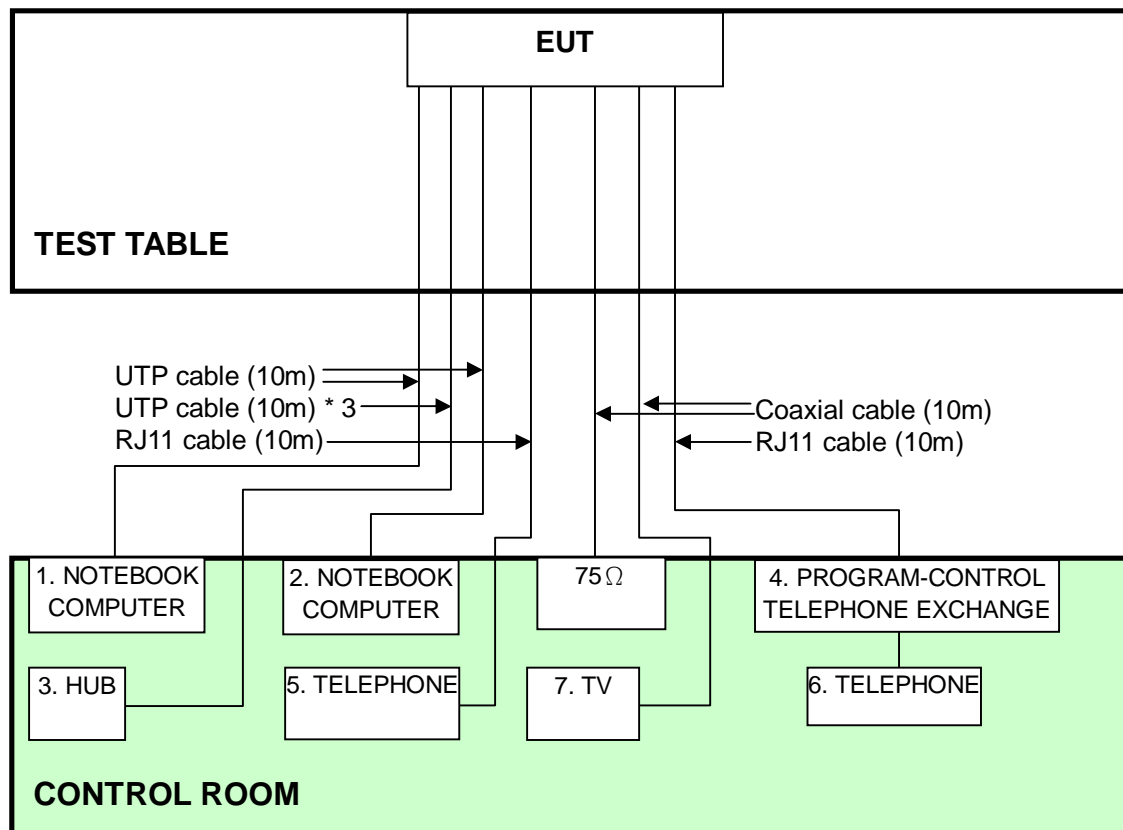 EUT
TEST TABLE
UTP cable (10m)
UTP cable (10m) * 3
RJ11 cable (10m)
Coaxial cable (10m)
RJ11 cable (10m)
1. NOTEBOOK
COMPUTER
2. NOTEBOOK
COMPUTER
75Ω
4. PROGRAM-CONTROL
TELEPHONE EXCHANGE
3. HUB
5. TELEPHONE
7. TV
6. TELEPHONE
CONTROL ROOM